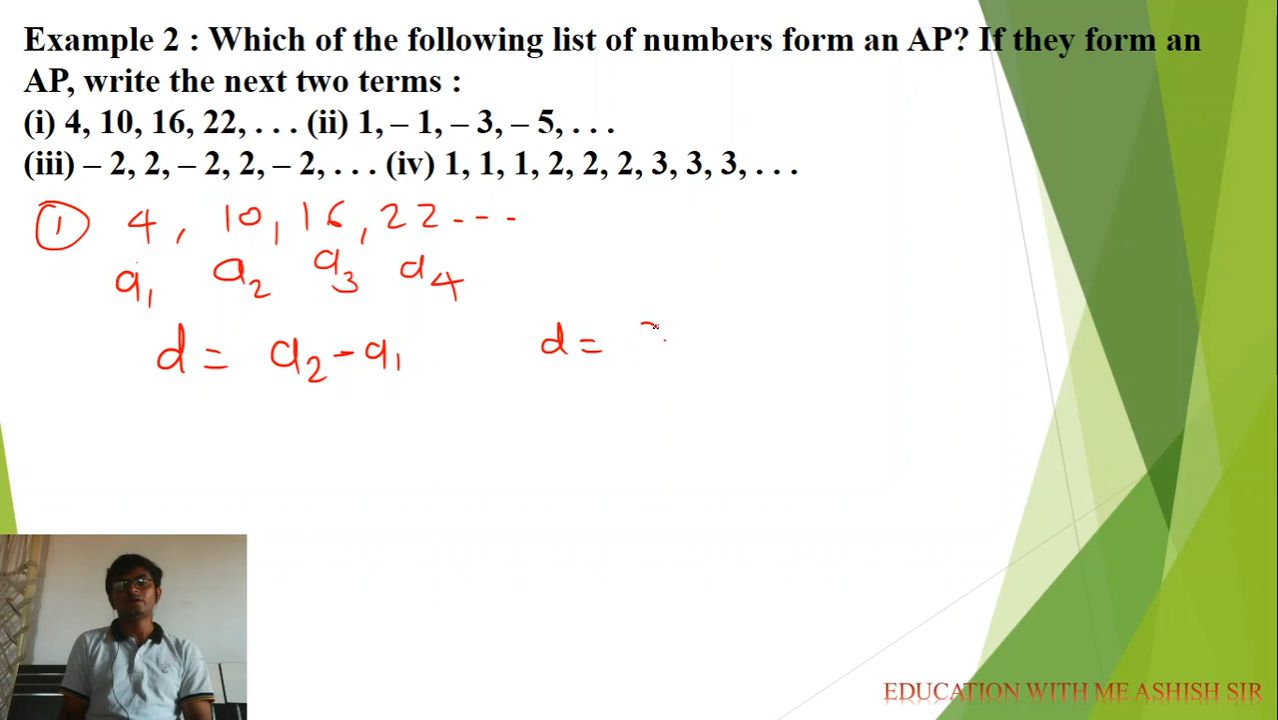 Example 2 : Which of the following list of numbers form an AP? If they form an
AP, write the next two terms :
(i) 4, 10, 16, 22, . . . (ii) 1, – 1, – 3, – 5, . . .
(iii) – 2, 2, – 2, 2, – 2, . . . (iv) 1, 1, 1, 2, 2, 2, 3, 3, 3, . . .
① 4, 10, 16, 22 - - -
a₁ a₂ a₃ a₄
d = a₂ - a₁ d =
EDUCATION WITH ME ASHISH SIR